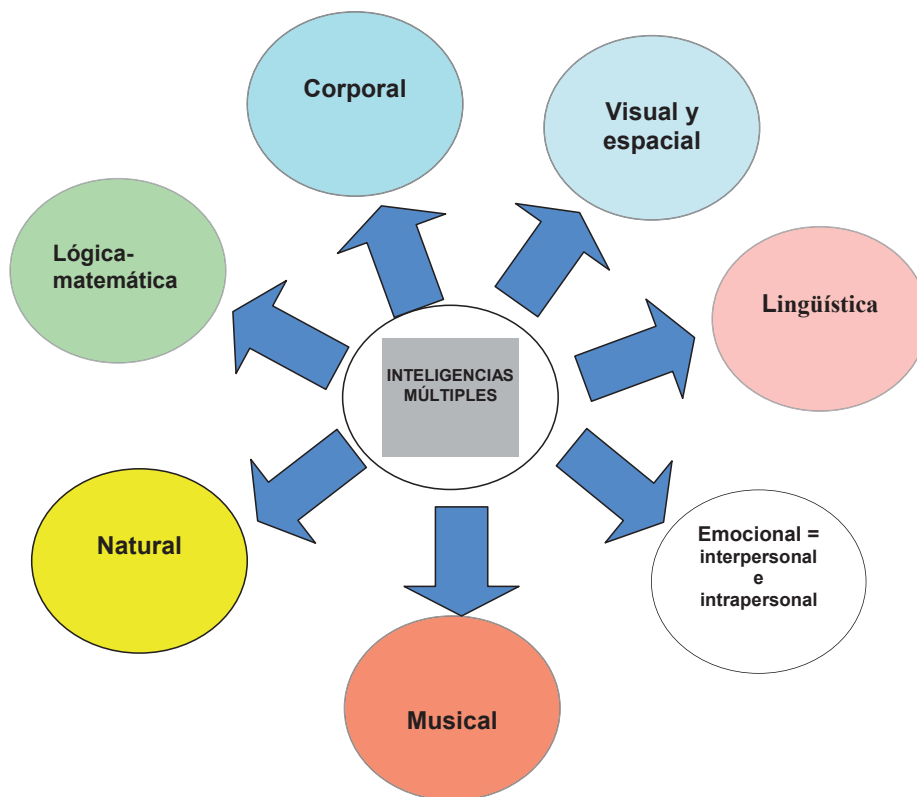 Corporal
Visual y
espacial
Lógica-
matemática
Lingüística
INTELIGENCIAS
MÚLTIPLES
Natural
Emocional =
interpersonal
e
intrapersonal
Musical